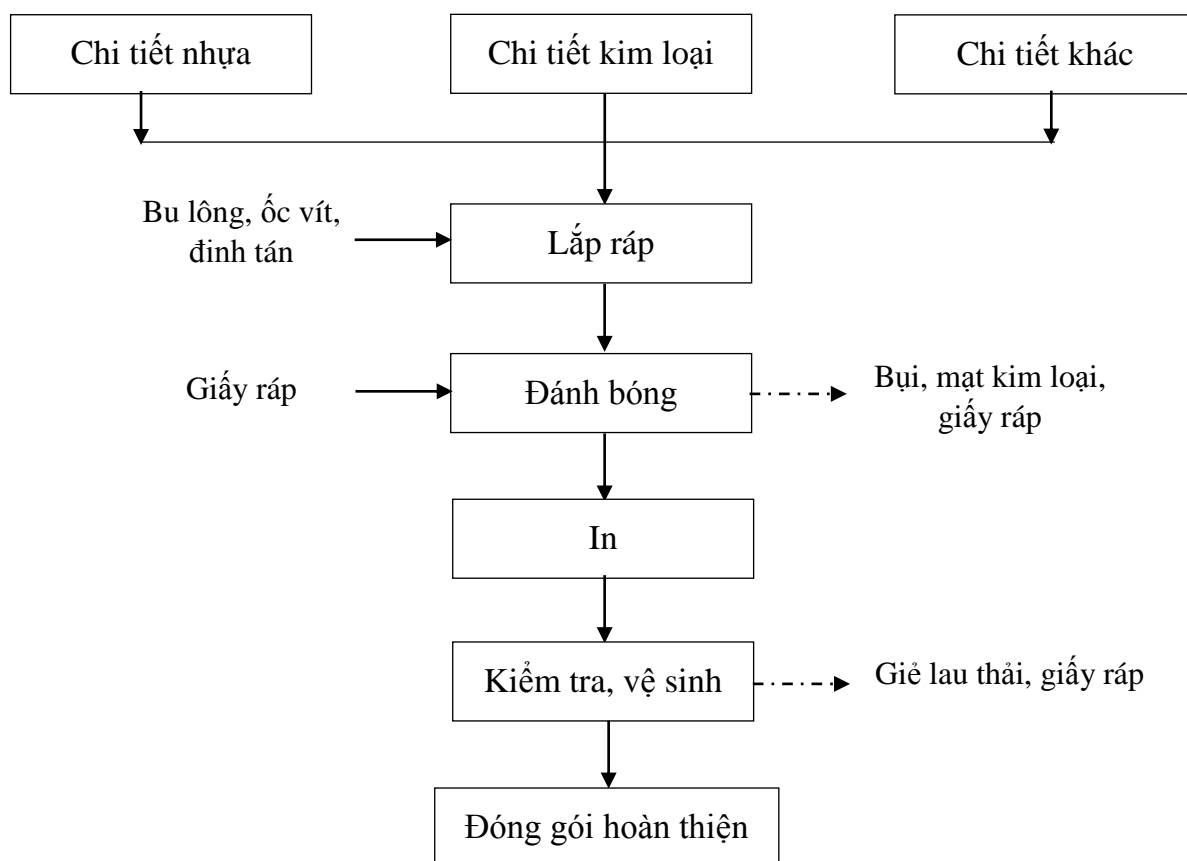 Chi tiết nhựa
Chi tiết kim loại
Chi tiết khác
Bu lông, ốc vít,
đinh tán
Lắp ráp
Giấy ráp
Đánh bóng
Bụi, mạt kim loại,
giấy ráp
In
Kiểm tra, vệ sinh
Giẻ lau thải, giấy ráp
Đóng gói hoàn thiện